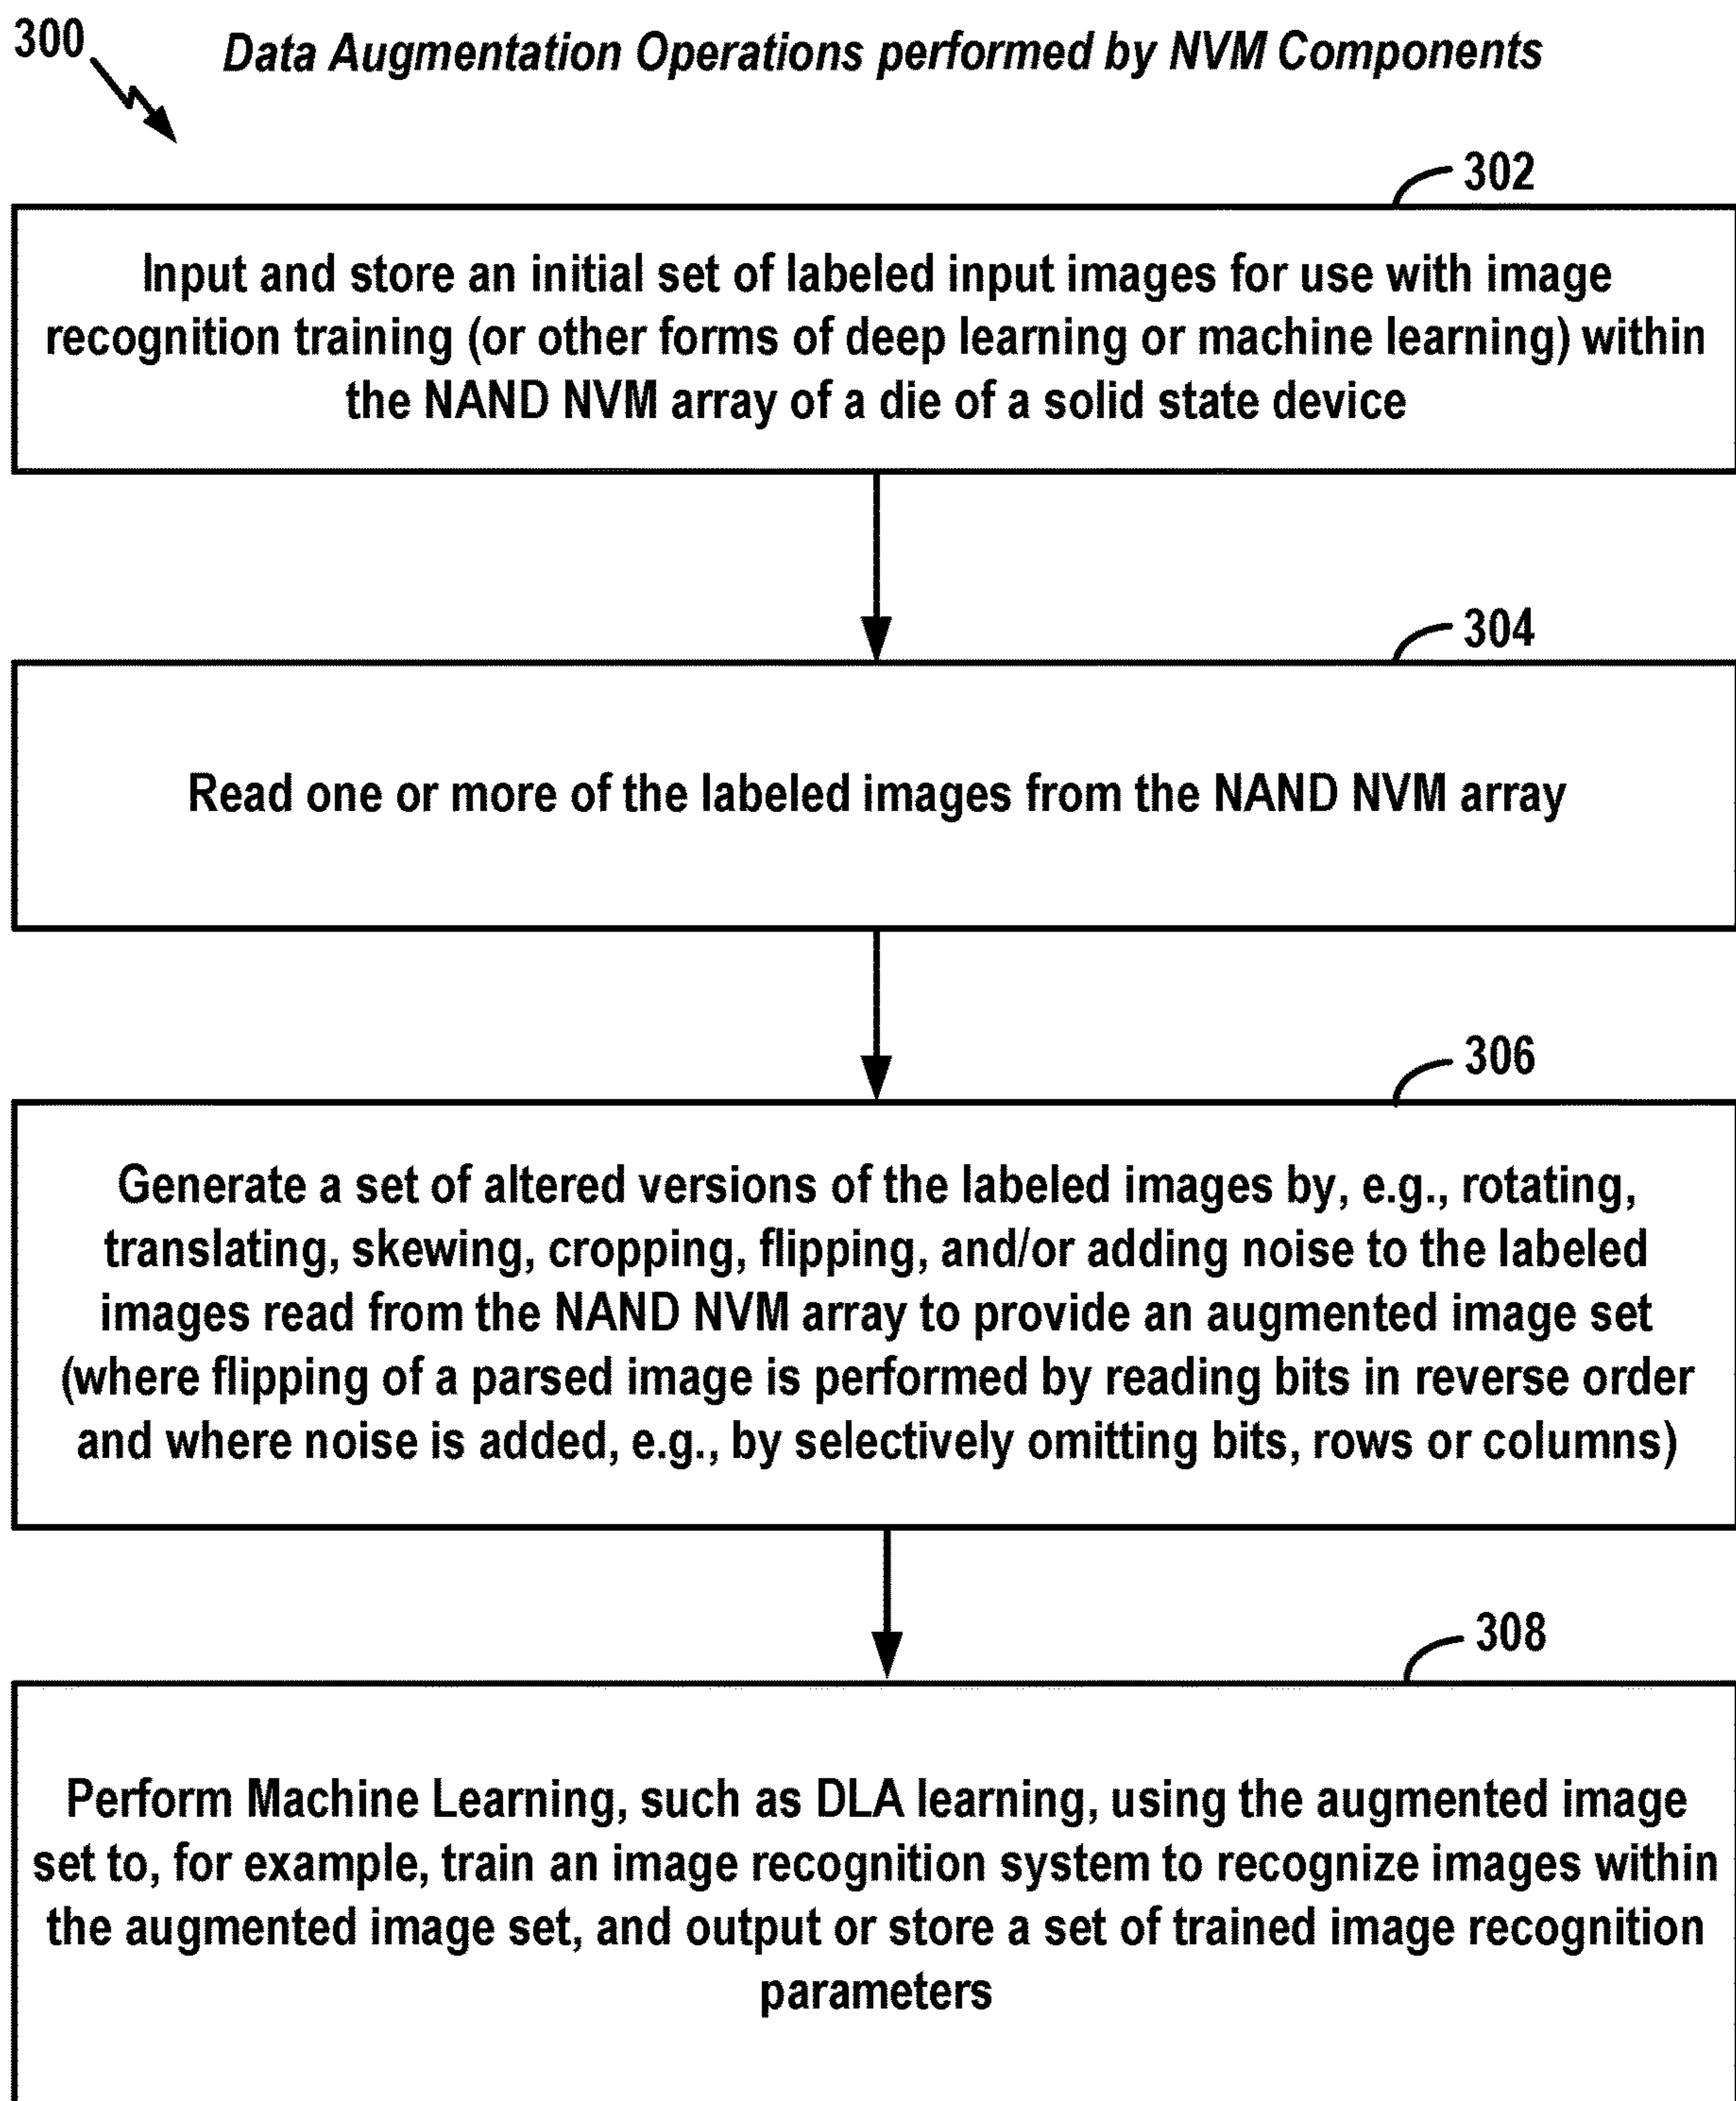 300
Data Augmentation Operations performed by NVM Components
302
Input and store an initial set of labeled input images for use with image
recognition training (or other forms of deep learning or machine learning) within
the NAND NVM array of a die of a solid state device
304
Read one or more of the labeled images from the NAND NVM array
306
Generate a set of altered versions of the labeled images by, e.g., rotating,
translating, skewing, cropping, flipping, and/or adding noise to the labeled
images read from the NAND NVM array to provide an augmented image set
(where flipping of a parsed image is performed by reading bits in reverse order
and where noise is added, e.g., by selectively omitting bits, rows or columns)
308
Perform Machine Learning, such as DLA learning, using the augmented image
set to, for example, train an image recognition system to recognize images within
the augmented image set, and output or store a set of trained image recognition
parameters